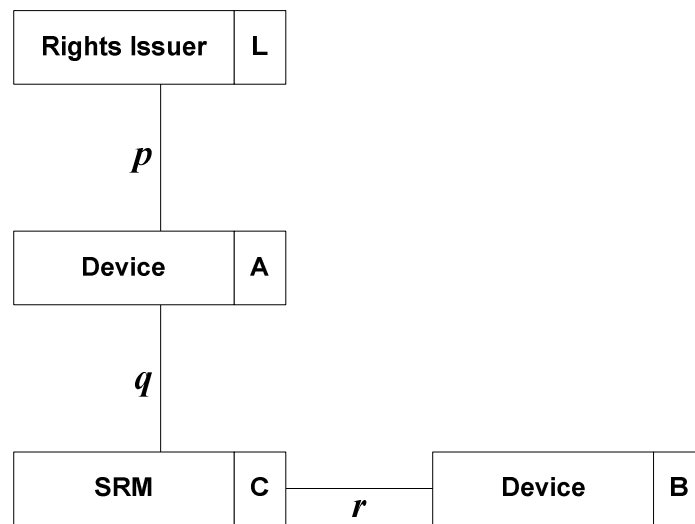 Rights Issuer L
p
Device A
q
SRM C
r
Device B